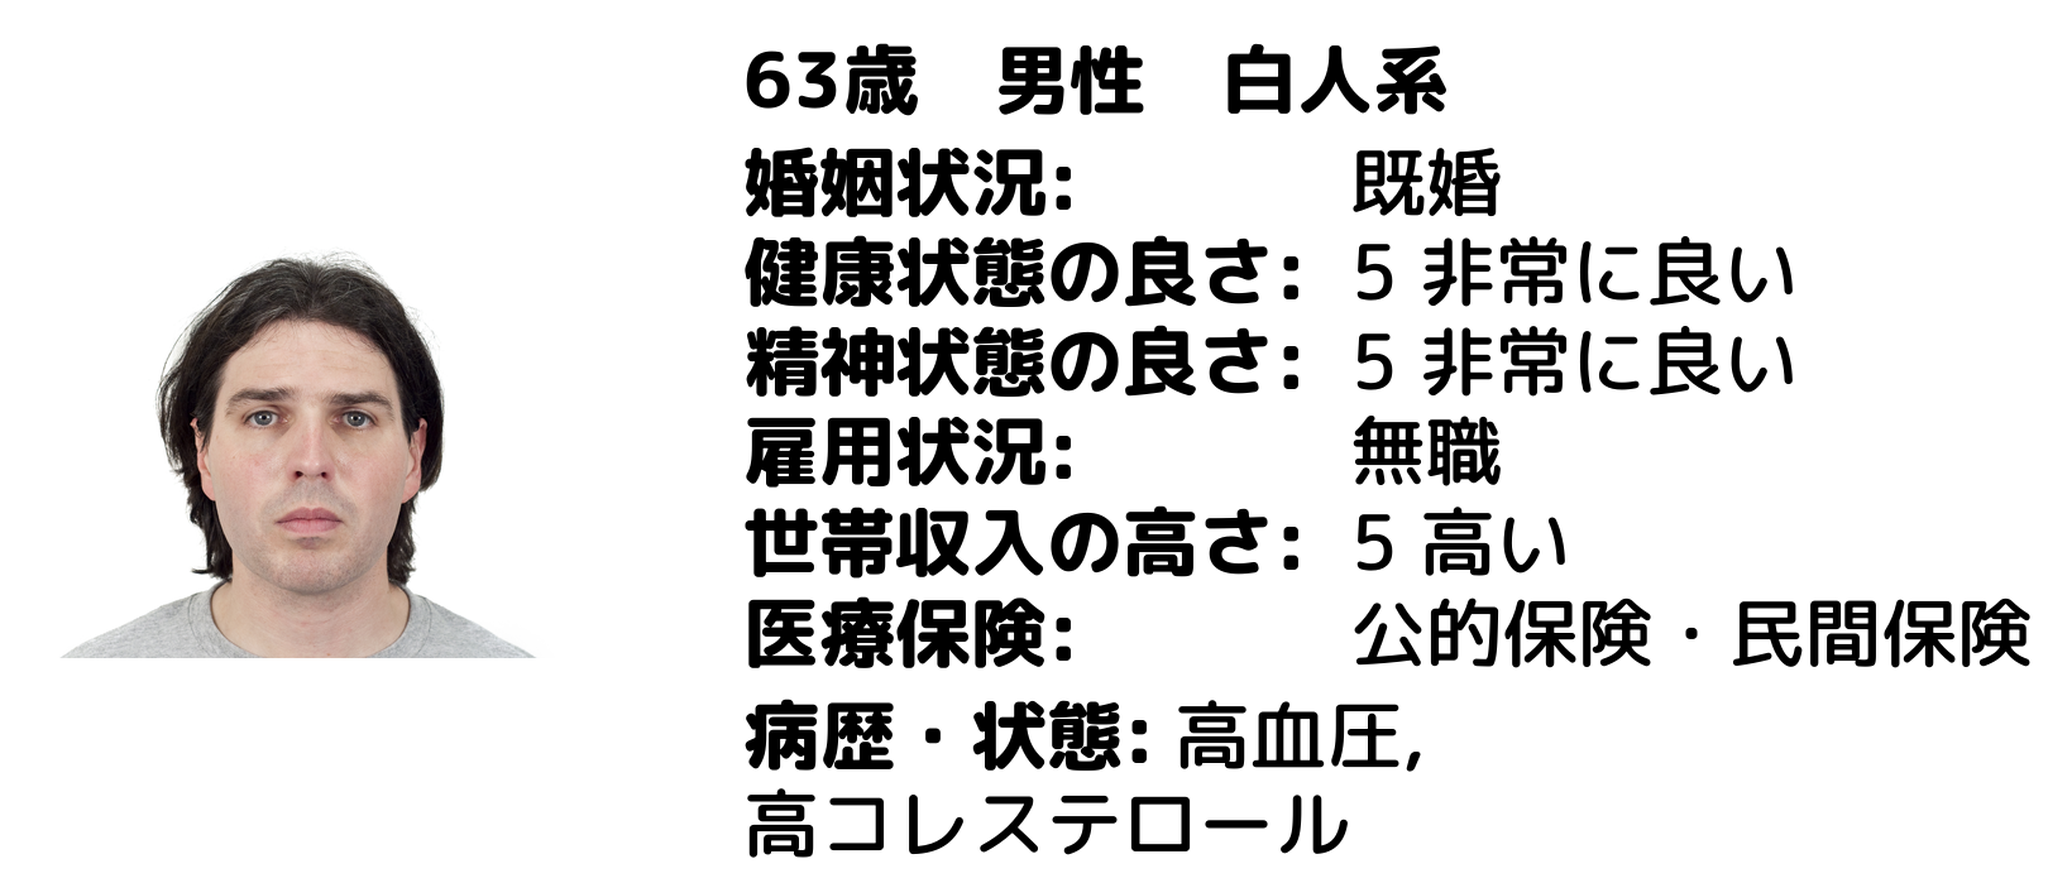 63歳　男性　白人系
婚姻状況: 既婚
健康状態の良さ: 5 非常に良い
精神状態の良さ: 5 非常に良い
雇用状況: 無職
世帯収入の高さ: 5 高い
医療保険: 公的保険・民間保険
病歴・状態: 高血圧,
高コレステロール